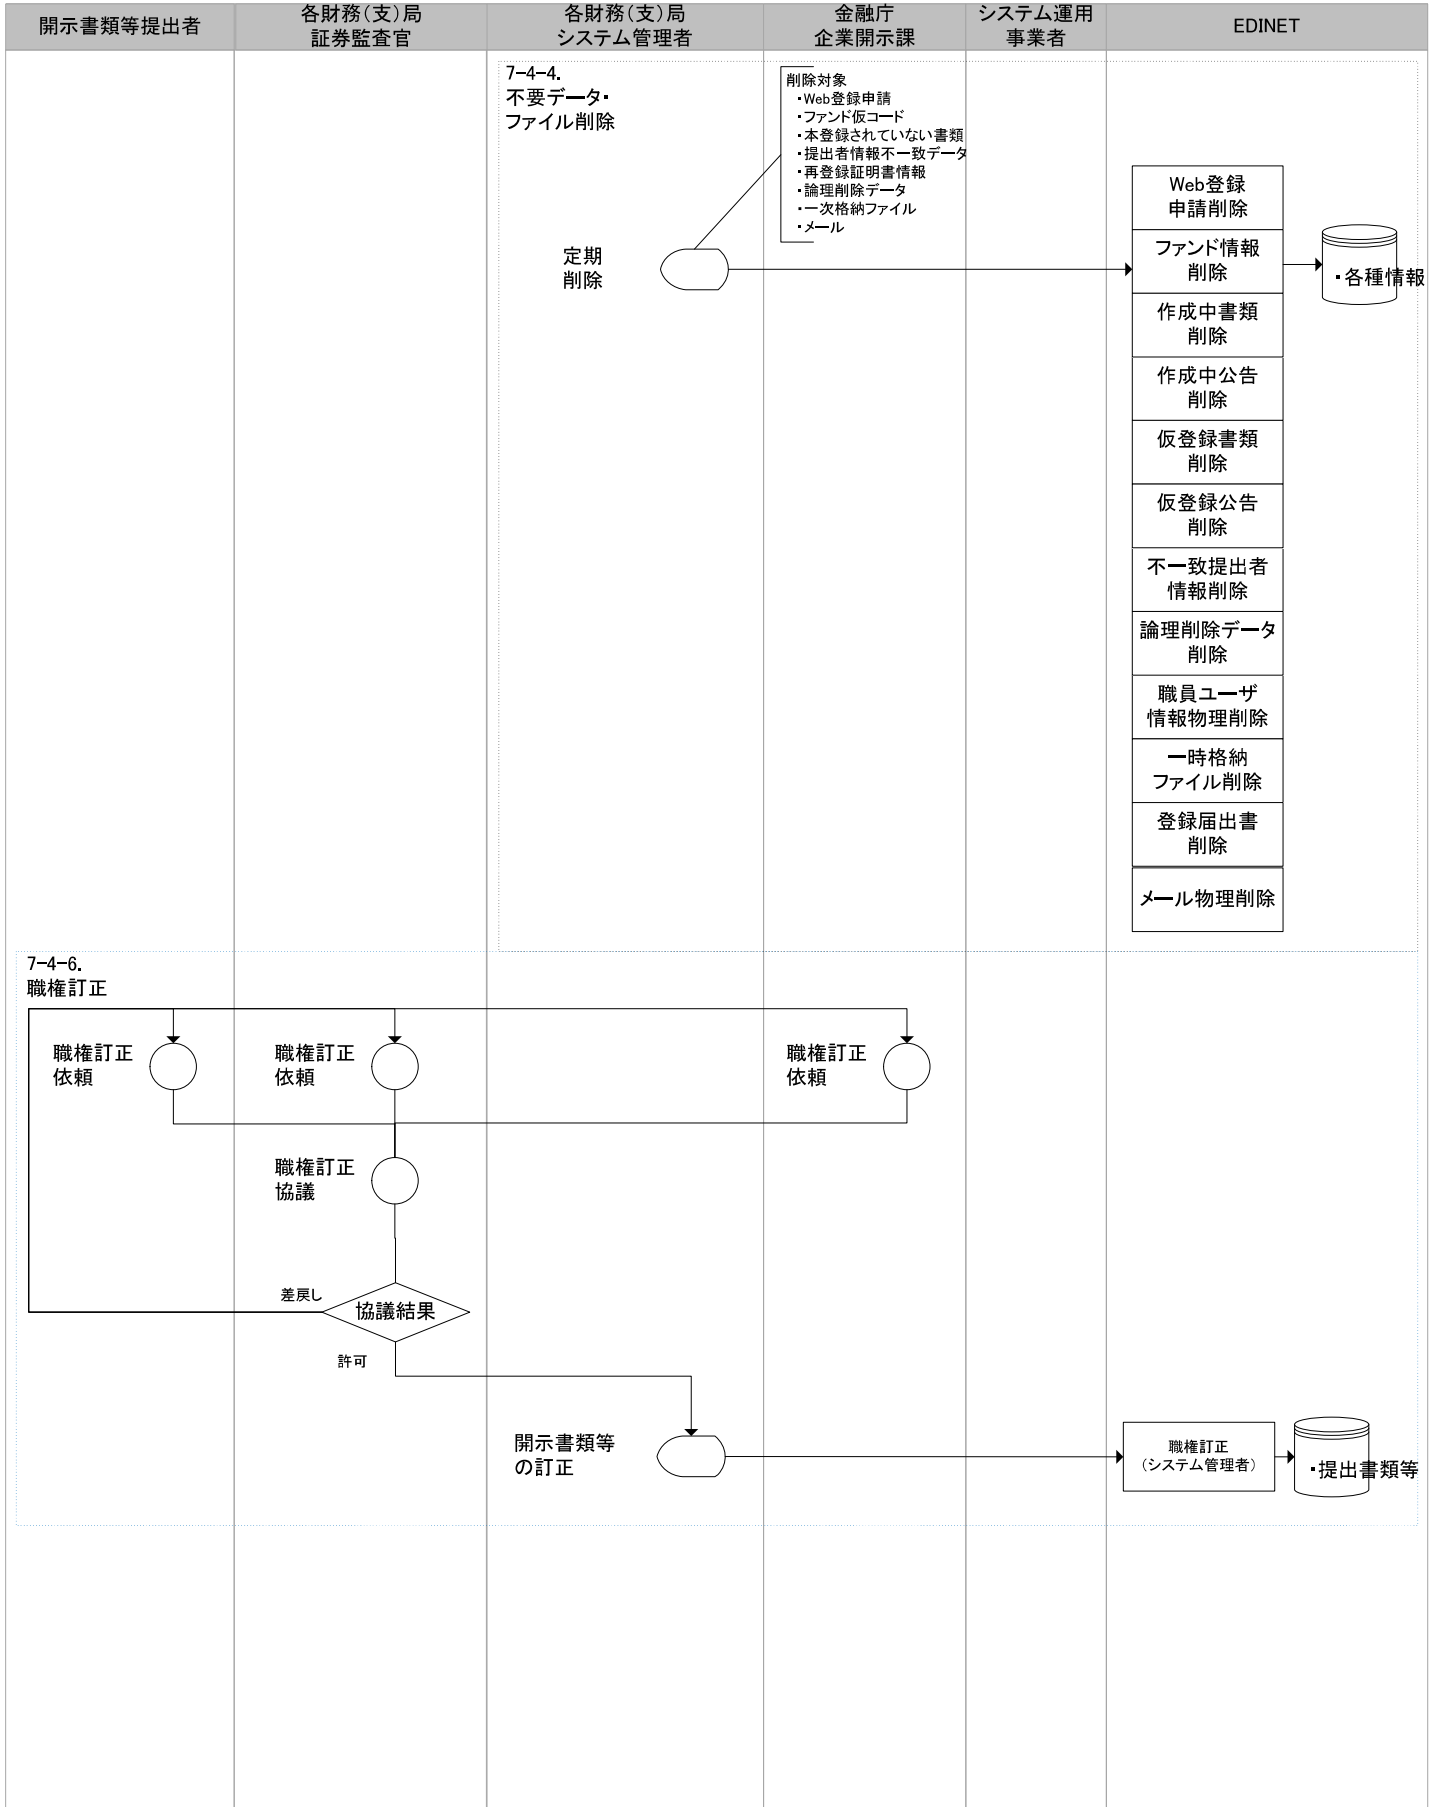 開示書類等提出者
各財務（支）局
証券監査官
各財務（支）局
システム管理者
金融庁
企業開示課
システム運用
事業者
EDINET
7-4-4.
不要データ・
ファイル削除
削除対象
・Web登録申請
・ファンド仮コード
・本登録されていない書類
・提出者情報不一致データ
・再登録証明書情報
・論理削除データ
・一次格納ファイル
・メール
定期
削除
Web登録
申請削除
ファンド情報
削除
・各種情報
作成中書類
削除
作成中公告
削除
仮登録書類
削除
仮登録公告
削除
不一致提出者
情報削除
論理削除データ
削除
職員ユーザ
情報物理削除
一時格納
ファイル削除
登録届出書
削除
メール物理削除
7-4-6.
職権訂正
職権訂正
依頼
職権訂正
依頼
職権訂正
依頼
職権訂正
協議
差戻し
協議結果
許可
開示書類等
の訂正
職権訂正
（システム管理者）
・提出書類等